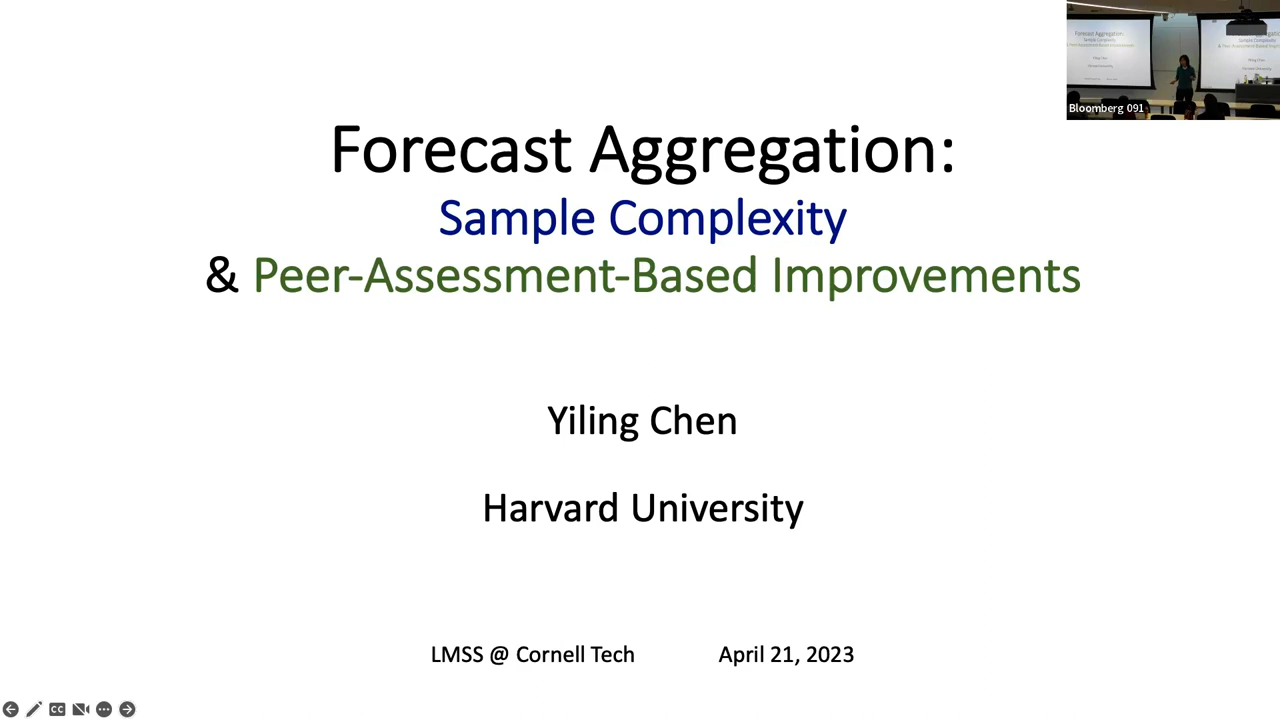 Forecast Aggregation:
Sample Complexity
& Peer-Assessment-Based Improvements
Yiling Chen
Harvard University
LMSS @ Cornell Tech April 21, 2023
Bloomberg 091
CC